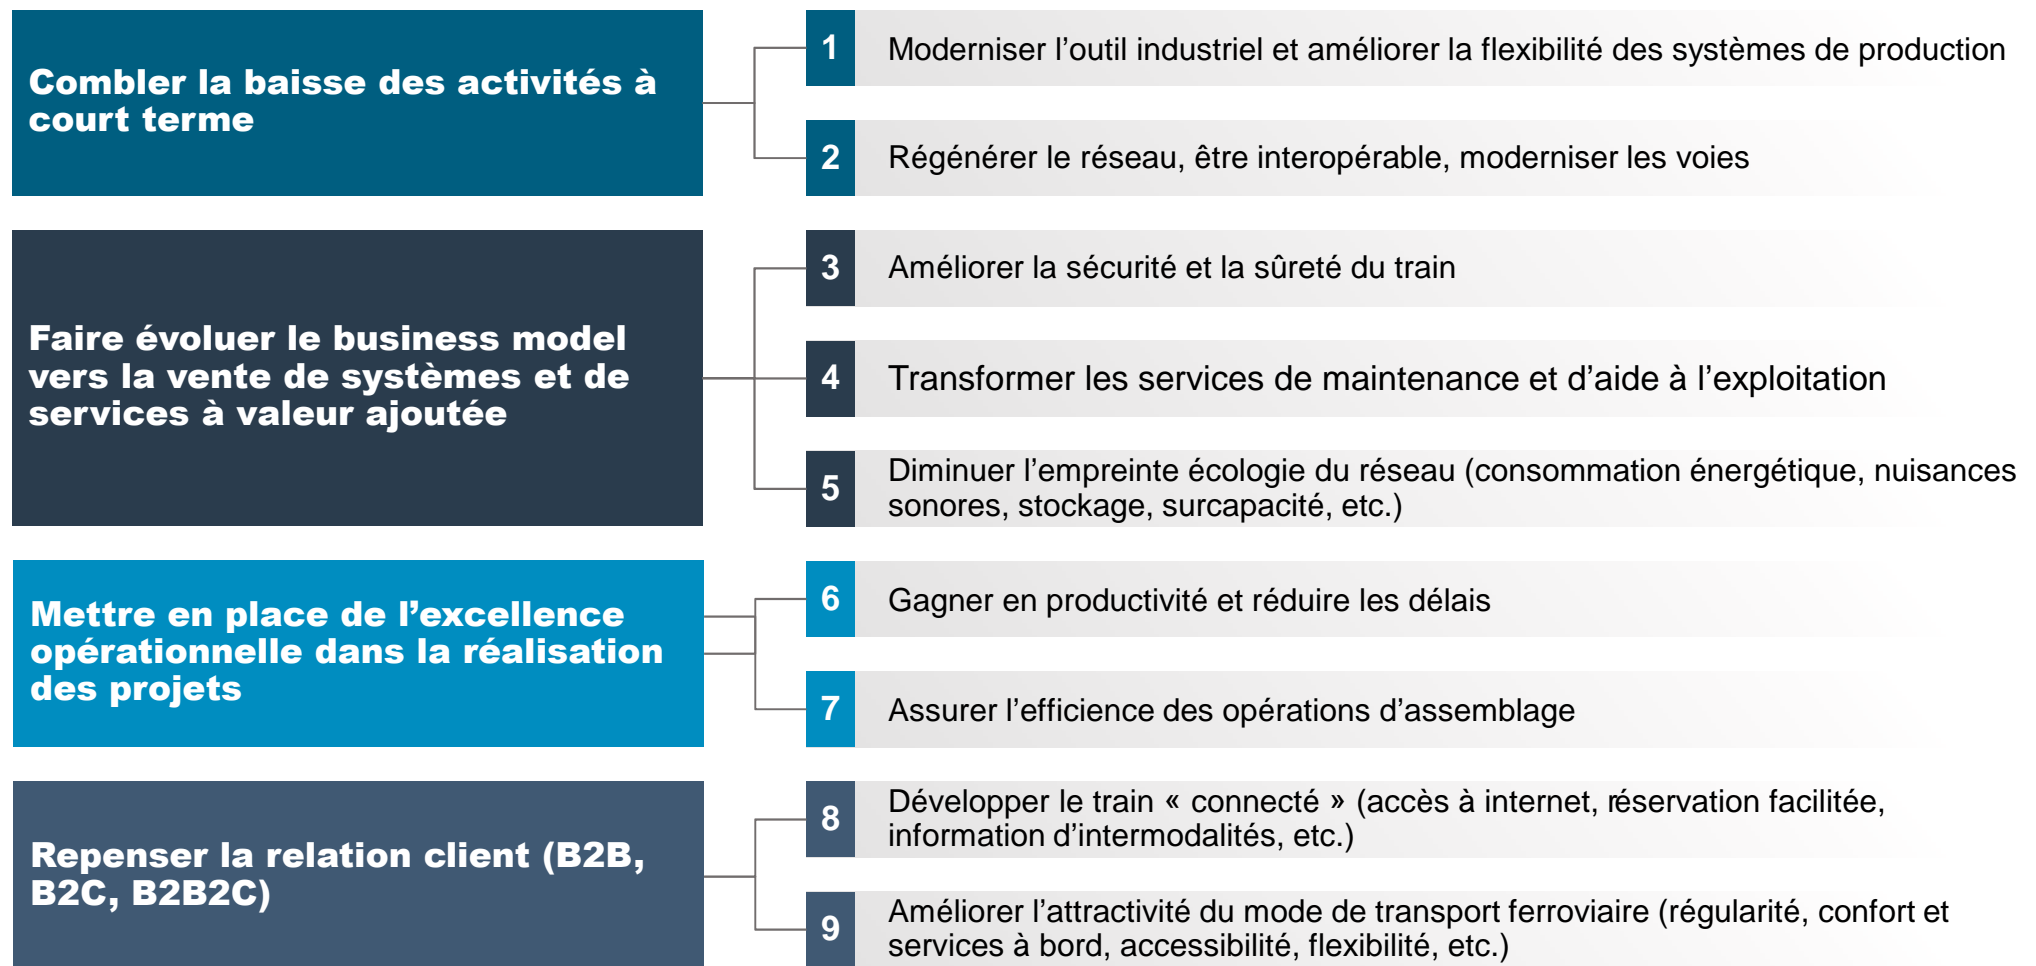 Combler la baisse des activités à
court terme
1
Moderniser l’outil industriel et améliorer la flexibilité des systèmes de production
2
Régénérer le réseau, être interopérable, moderniser les voies
Faire évoluer le business model
vers la vente de systèmes et de
services à valeur ajoutée
3
Améliorer la sécurité et la sûreté du train
4
Transformer les services de maintenance et d’aide à l’exploitation
5
Diminuer l’empreinte écologie du réseau (consommation énergétique, nuisances
sonores, stockage, surcapacité, etc.)
Mettre en place de l’excellence
opérationnelle dans la réalisation
des projets
6
Gagner en productivité et réduire les délais
7
Assurer l’efficience des opérations d’assemblage
Repenser la relation client (B2B,
B2C, B2B2C)
8
Développer le train « connecté » (accès à internet, réservation facilitée,
information d’intermodalités, etc.)
9
Améliorer l’attractivité du mode de transport ferroviaire (régularité, confort et
services à bord, accessibilité, flexibilité, etc.)